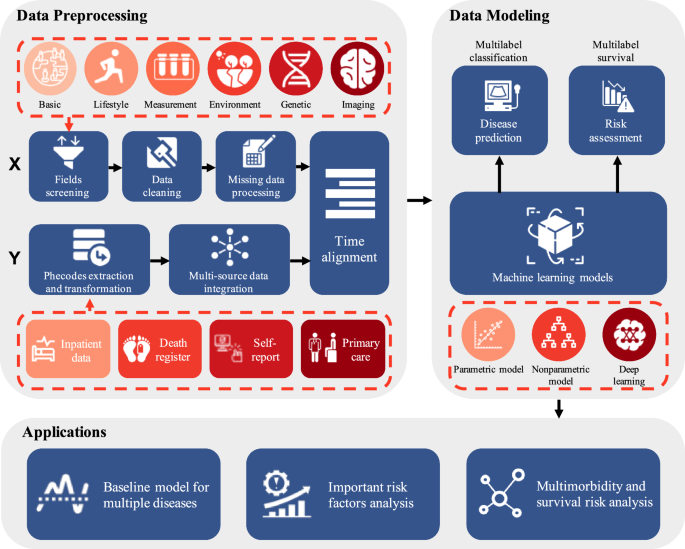 Data Preprocessing
Basic
Lifestyle
Measurement
Environment
Genetic
Imaging
X
Fields
screening
Data
cleaning
Missing data
processing
Time
alignment
Y
Phecodes extraction
and transformation
Multi-source data
integration
Inpatient
data
Death
register
Self-
report
Primary
care
Data Modeling
Multilabel
classification
Multilabel
survival
Disease
prediction
Risk
assessment
Machine learning models
Parametric model
Nonparametric
model
Deep
learning
Applications
Baseline model for
multiple diseases
Important risk
factors analysis
Multimorbidity and
survival risk analysis